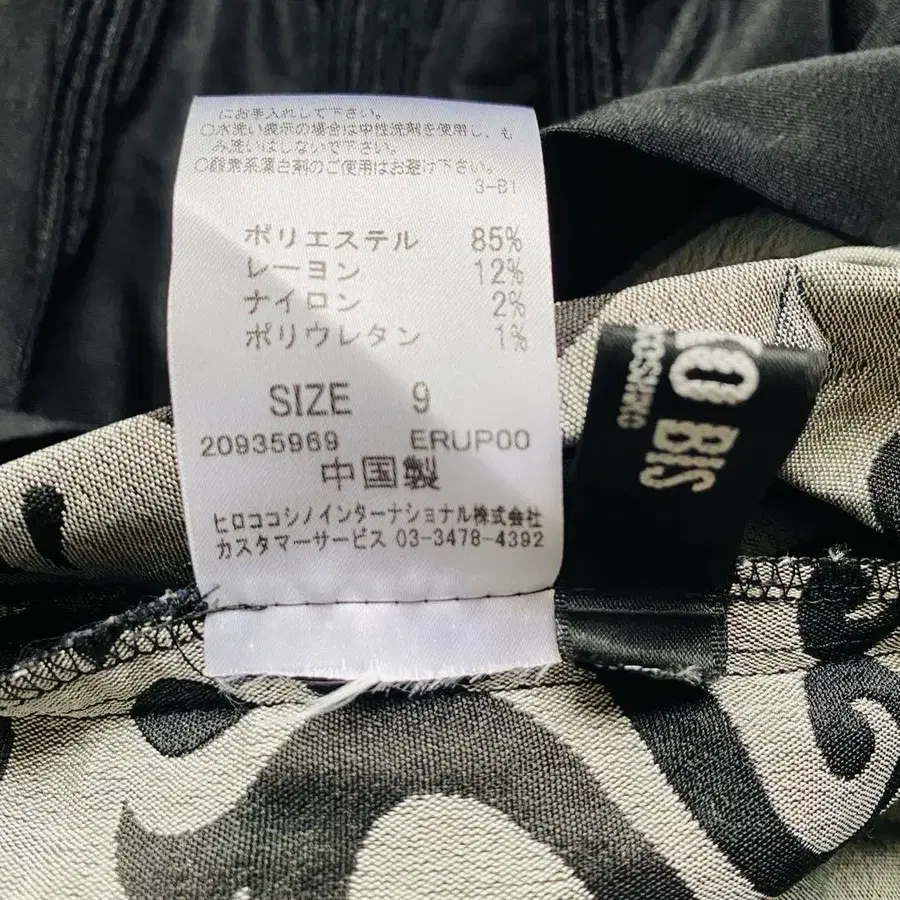 にお手入れして下さい。
○水洗い表示の場合は中性洗剤を使用し、も
み洗いはしないで下さい。
○酸素系漂白剤のご使用はお避け下さい。
3-B1
ポリエステル 85%
レーヨン 12%
ナイロン 2%
ポリウレタン 1%
SIZE 9
20935969 ERUP00
中国製
ヒロココシノインターナショナル株式会社
カスタマーサービス 03-3478-4392
O BIS